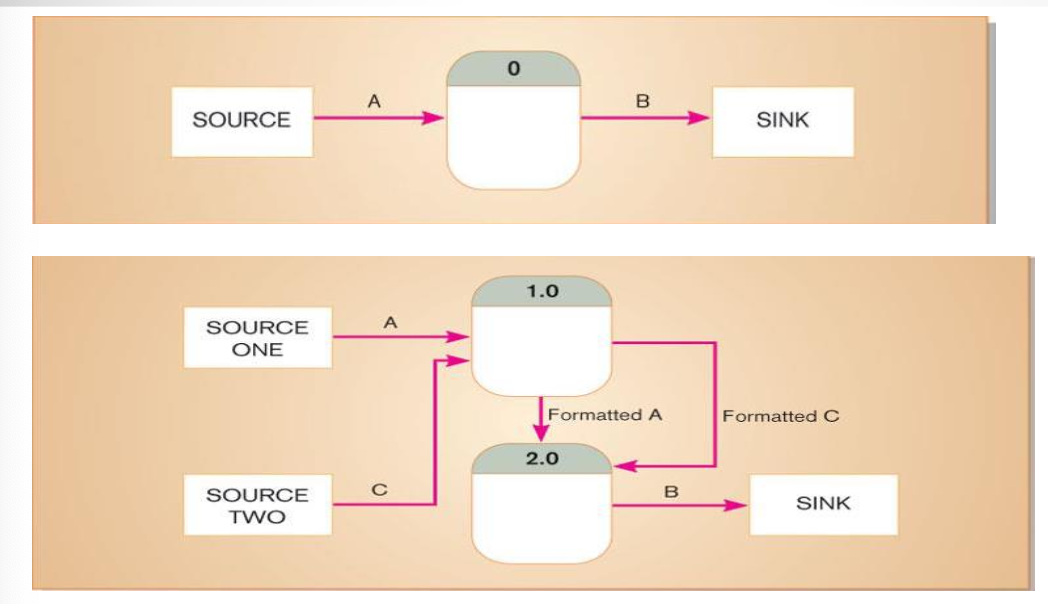 0
SOURCE
A
B
SINK
1.0
SOURCE
ONE
A
Formatted A
Formatted C
2.0
SOURCE
TWO
C
B
SINK